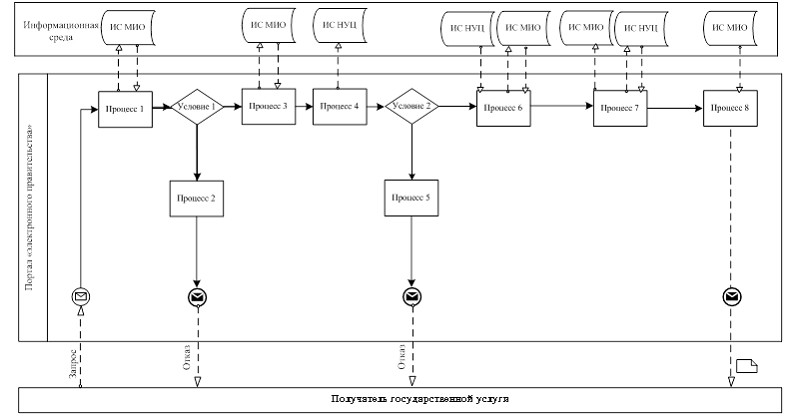 Информационная
среда
ИС МИО
ИС МИО
ИС НУЦ
ИС НУЦ
ИС МИО
ИС МИО
ИС НУЦ
ИС МИО
Портал «электронного правительства»
Процесс 1
Условие 1
Процесс 3
Процесс 4
Условие 2
Процесс 6
Процесс 7
Процесс 8
Процесс 2
Процесс 5
Запрос
Отказ
Отказ
Получатель государственной услуги